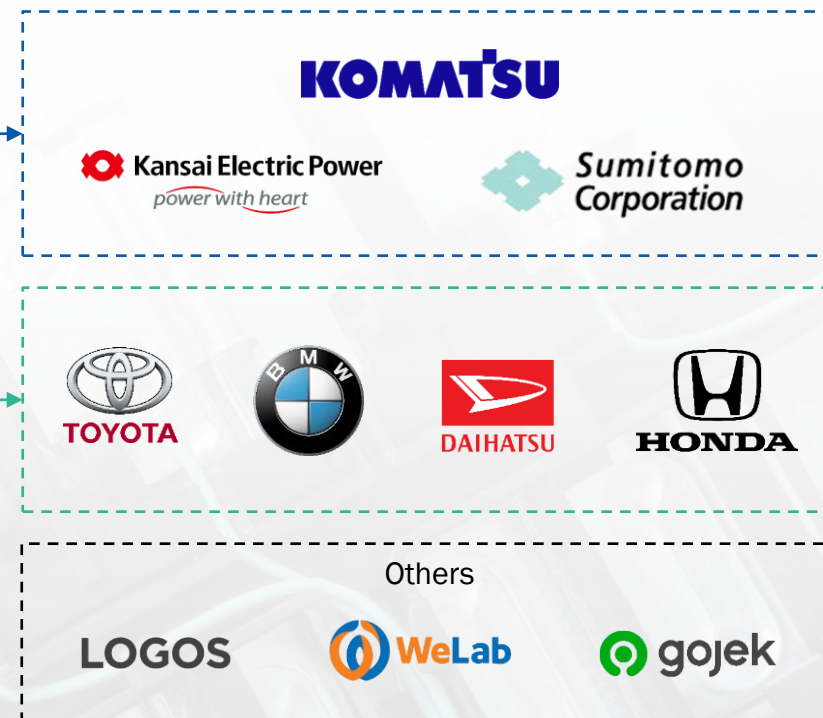 KOMATSU
Kansai Electric Power
power with heart
Sumitomo
Corporation
TOYOTA
BMW
DAIHATSU
HONDA
Others
LOGOS
WeLab
gojek